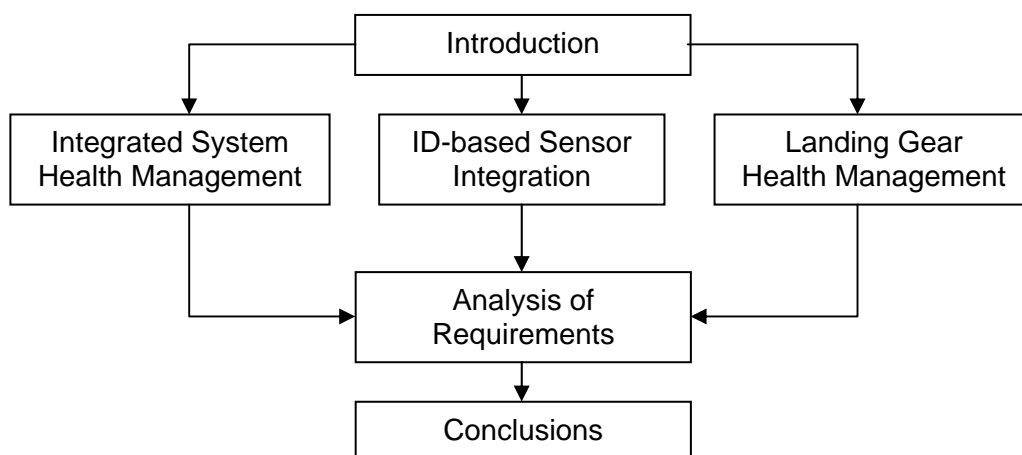 Introduction
Integrated System
Health Management
ID-based Sensor
Integration
Landing Gear
Health Management
Analysis of
Requirements
Conclusions